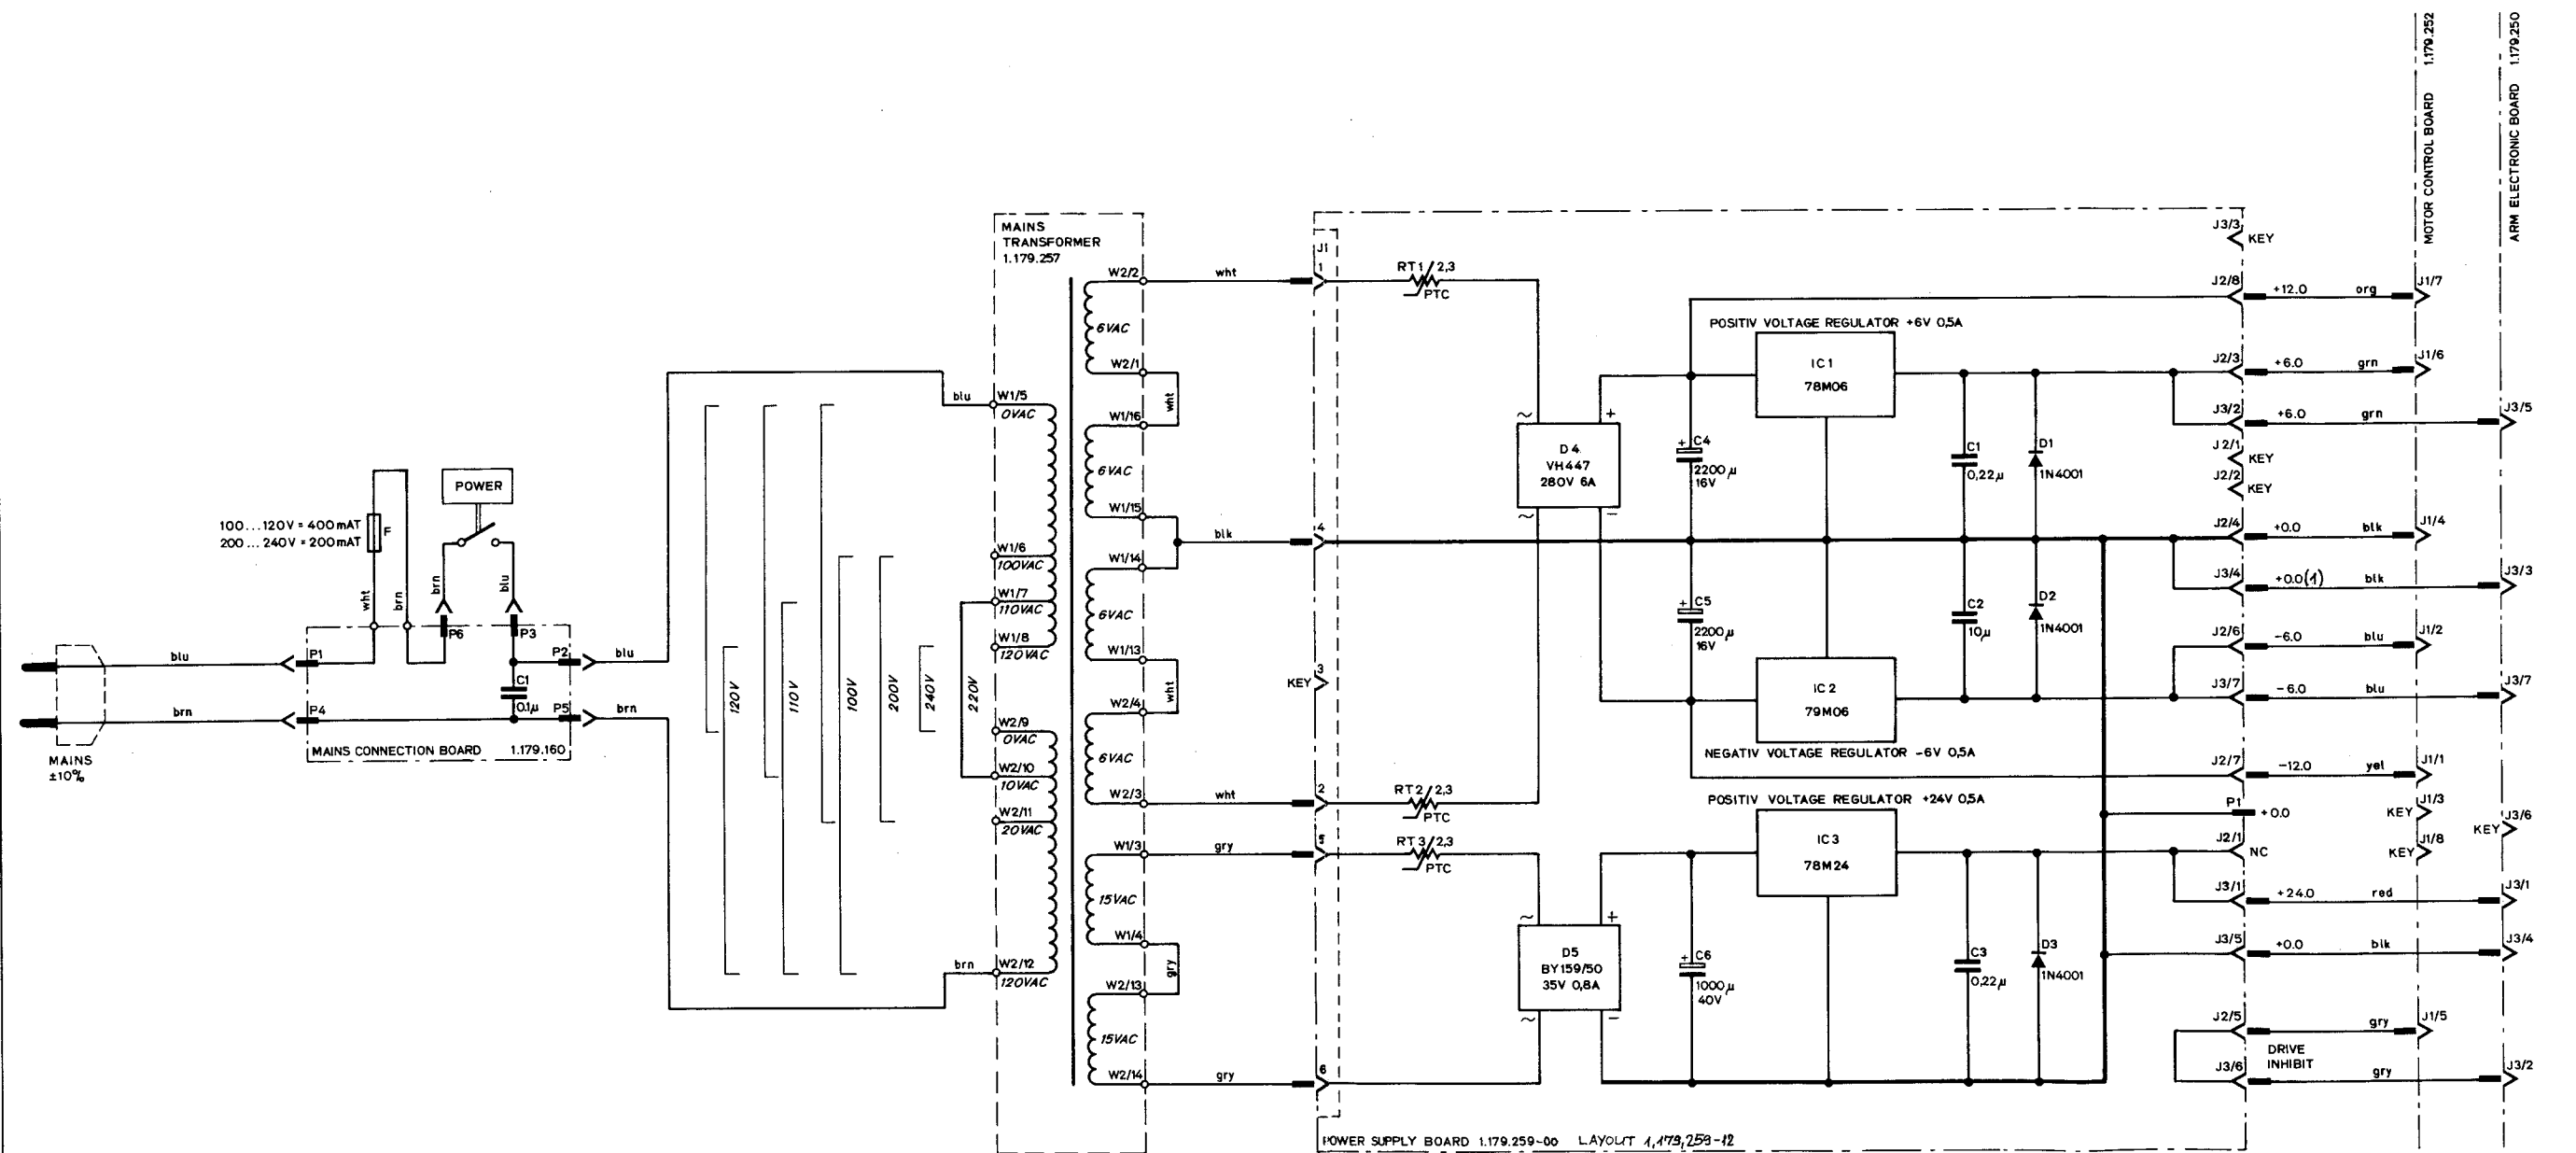 MOTOR CONTROL BOARD 1.179.252
ARM ELECTRONIC BOARD 1.179.250
100...120V = 400mAT
200...240V = 200mAT
F
POWER
wht
brn
brn
blu
P6
P3
P1
P2
P4
P5
C1
0.1µ
blu
brn
blu
brn
MAINS
±10%
MAINS CONNECTION BOARD 1.179.160
120V
110V
100V
200V
240V
220V
blu
brn
MAINS
TRANSFORMER
1.179.257
W1/5
0VAC
W1/6
100VAC
W1/7
110VAC
W1/8
120VAC
W2/9
0VAC
W2/10
10VAC
W2/11
20VAC
W2/12
120VAC
W2/2
6VAC
W2/1
W1/16
6VAC
W1/15
W1/14
6VAC
W1/13
W2/4
6VAC
W2/3
W1/3
15VAC
W1/4
W2/13
15VAC
W2/14
wht
wht
blk
wht
wht
gry
gry
gry
J1
1
4
KEY 3
2
5
6
RT1/2,3
PTC
RT2/2,3
PTC
RT3/2,3
PTC
D4
VH447
280V 6A
~
~
+
−
D5
BY159/50
35V 0,8A
~
~
+
−
+ C4
2200µ
16V
+ C5
2200µ
16V
+ C6
1000µ
40V
POSITIV VOLTAGE REGULATOR +6V 0,5A
IC1
78M06
IC2
79M06
NEGATIV VOLTAGE REGULATOR -6V 0,5A
POSITIV VOLTAGE REGULATOR +24V 0,5A
IC3
78M24
C1
0,22µ
D1
1N4001
C2
10µ
D2
1N4001
C3
0,22µ
D3
1N4001
J3/3
KEY
J2/8 +12.0 org J1/7
J2/3 +6.0 grn J1/6
J3/2 +6.0 grn J3/5
J2/1
KEY
J2/2
KEY
J2/4 +0.0 blk J1/4
J3/4 +0.0(1) blk J3/3
J2/6 -6.0 blu J1/2
J3/7 -6.0 blu J3/7
J2/7 -12.0 yel J1/1
P1 +0.0
KEY J1/3
KEY J3/6
J2/1 NC
KEY J1/8
J3/1 +24.0 red J3/1
J3/5 +0.0 blk J3/4
J2/5 gry J1/5
DRIVE
INHIBIT
J3/6 gry J3/2
POWER SUPPLY BOARD 1.179.259-00 LAYOUT 1,179,259-12